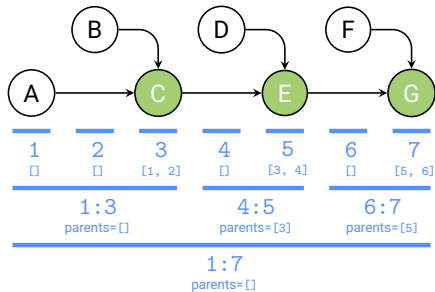 B D F
A C E G
1 2 3 4 5 6 7
[] [] [1, 2] [] [3, 4] [] [5, 6]
1:3 4:5 6:7
parents=[] parents=[3] parents=[5]
1:7
parents=[]